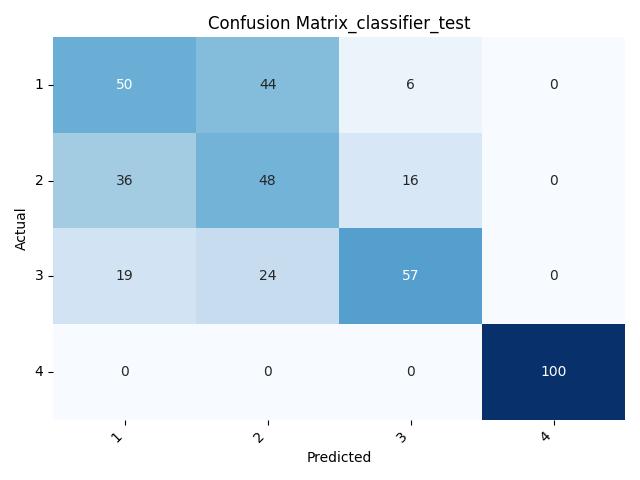 Confusion Matrix_classifier_test
Actual
1 50 44 6 0
2 36 48 16 0
3 19 24 57 0
4 0 0 0 100
1 2 3 4
Predicted